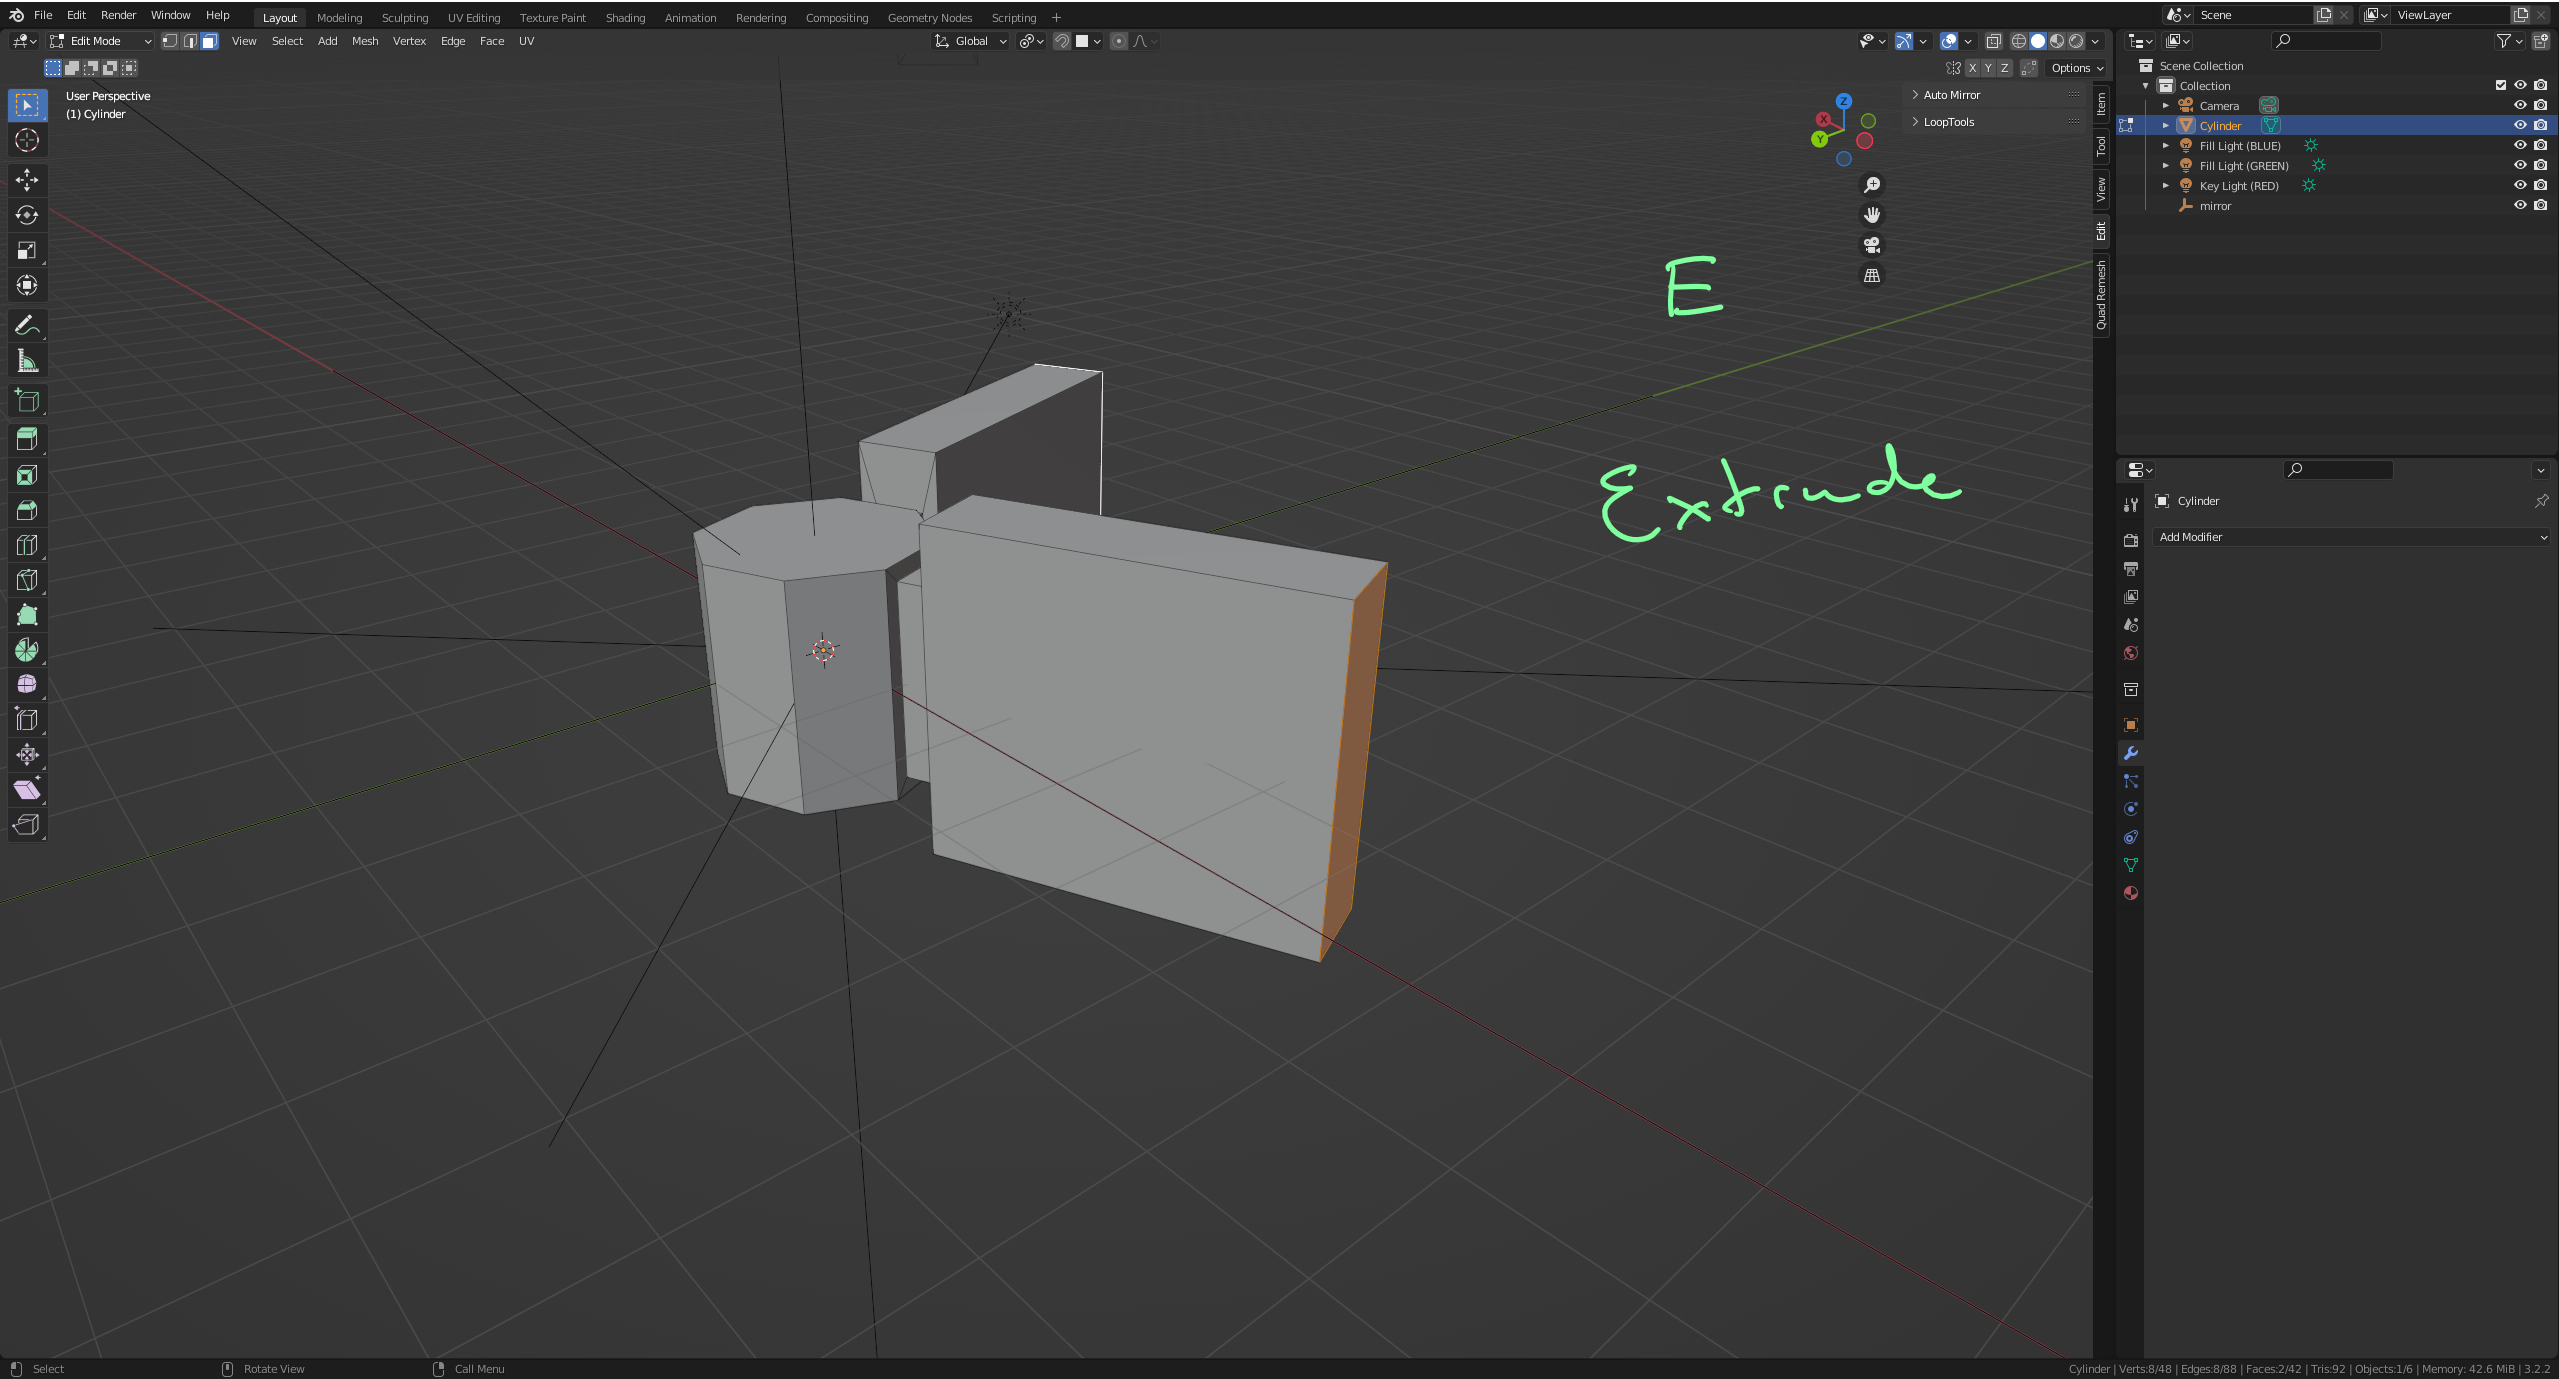 File Edit Render Window Help Layout Modeling Sculpting UV Editing Texture Paint Shading Animation Rendering Compositing Geometry Nodes Scripting + Scene ViewLayer
Edit Mode View Select Add Mesh Vertex Edge Face UV Global
X Y Z Options
User Perspective
(1) Cylinder
Z
X
Y
Auto Mirror
LoopTools
Item
Tool
View
Edit
Quad Remesh
E
Extrude
Scene Collection
Collection
Camera
Cylinder
Fill Light (BLUE)
Fill Light (GREEN)
Key Light (RED)
mirror
Cylinder
Add Modifier
Select Rotate View Call Menu Cylinder | Verts:8/48 | Edges:8/88 | Faces:2/42 | Tris:92 | Objects:1/6 | Memory: 42.6 MiB | 3.2.2